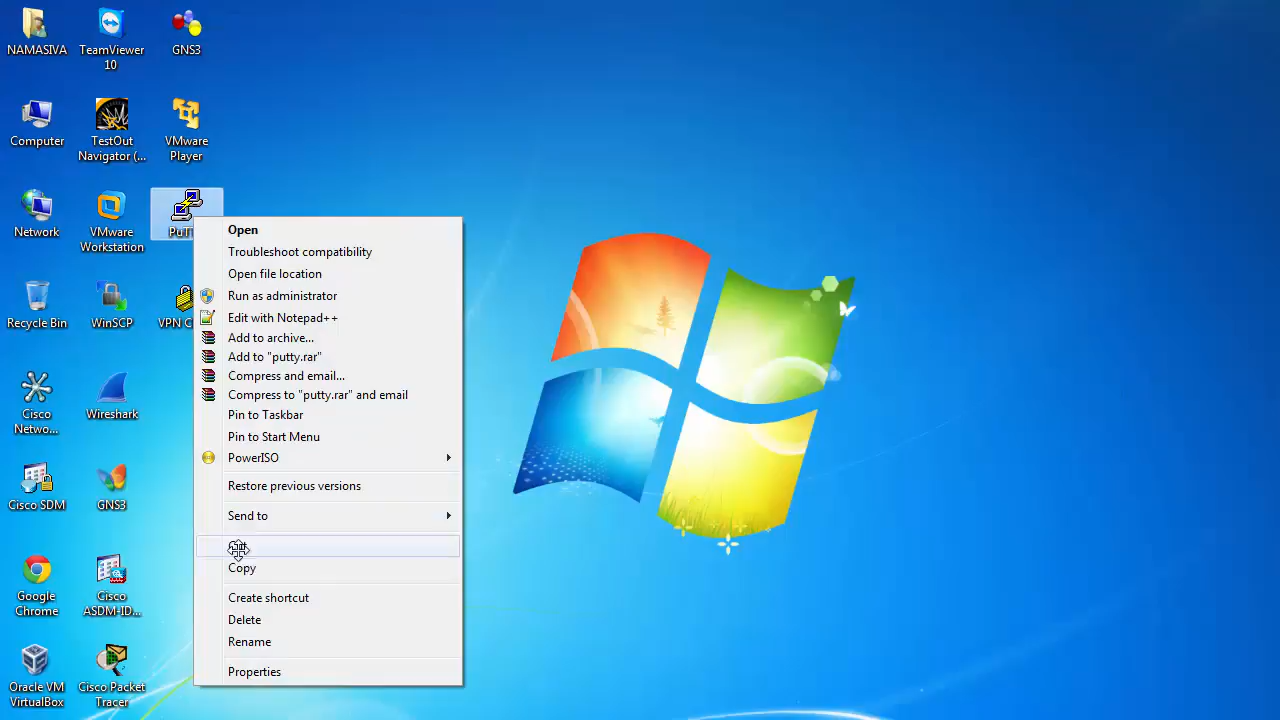 NAMASIVA
TeamViewer
10
GNS3
Computer
TestOut
Navigator (...
VMware
Player
Network
VMware
Workstation
Recycle Bin
WinSCP
VPN
Cisco
Netwo...
Wireshark
Cisco SDM
GNS3
Google
Chrome
Cisco
ASDM-ID...
Oracle VM
VirtualBox
Cisco Packet
Tracer
Open
Troubleshoot compatibility
Open file location
Run as administrator
Edit with Notepad++
Add to archive...
Add to "putty.rar"
Compress and email...
Compress to "putty.rar" and email
Pin to Taskbar
Pin to Start Menu
PowerISO
Restore previous versions
Send to
Copy
Create shortcut
Delete
Rename
Properties